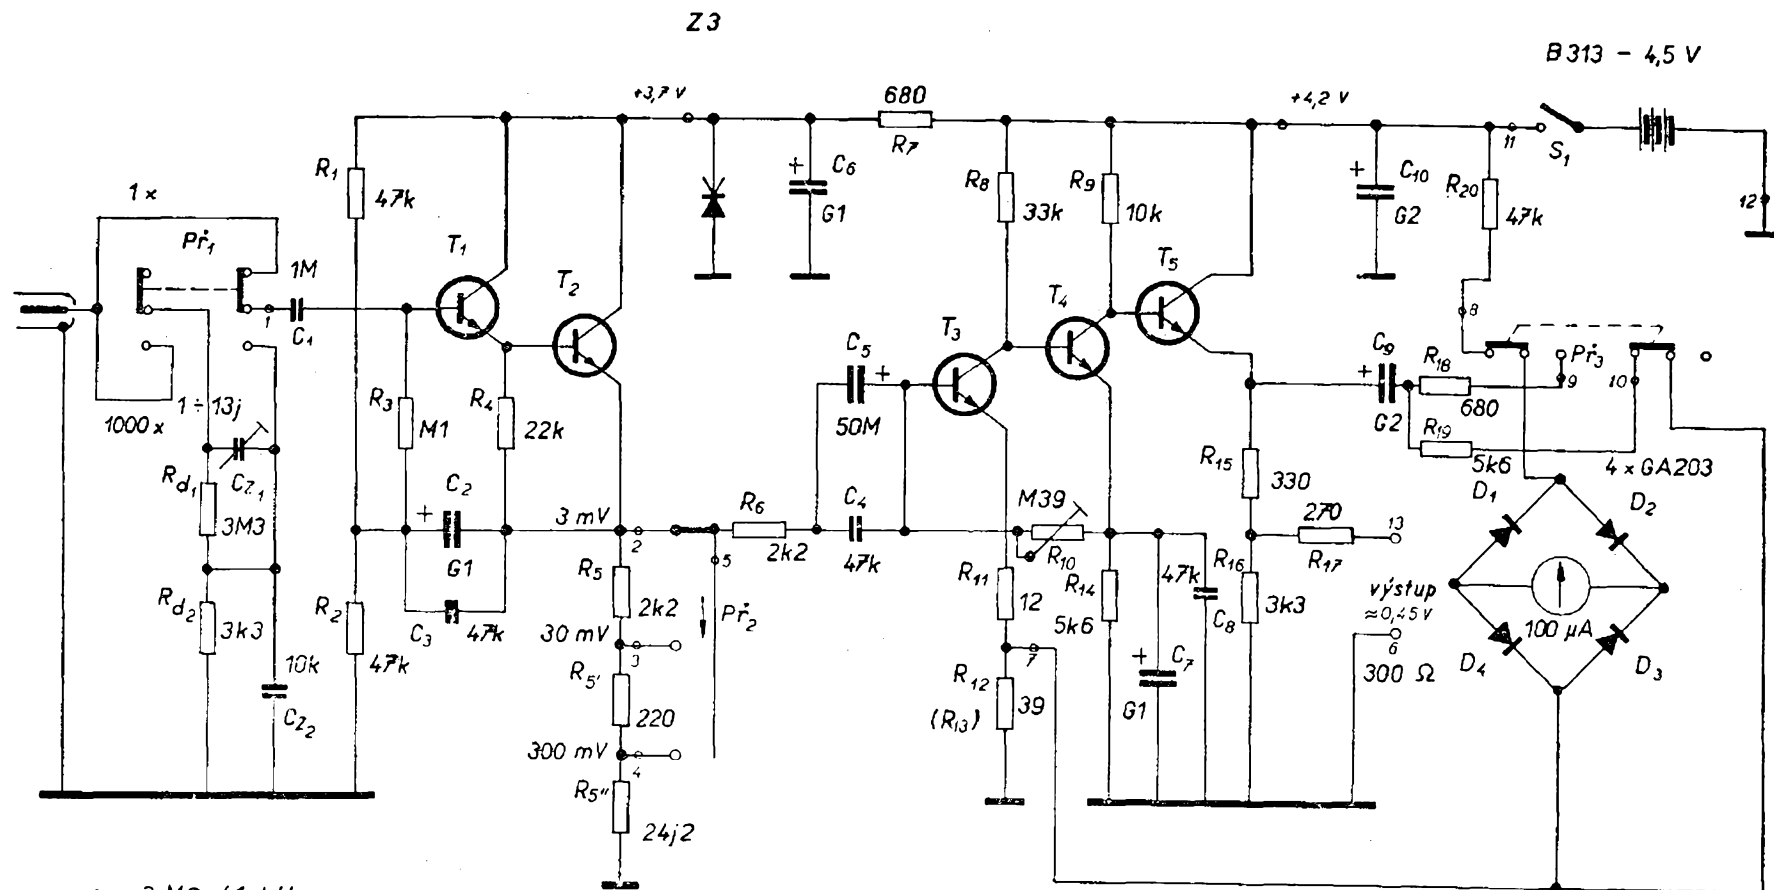 Z 3
B 313 - 4,5 V
+3,7 V
680
R7
+4,2 V
11
S1
12
R1
47k
C6
+
G1
R8
33k
R9
10k
C10
+
G2
R20
47k
1 x
Př1
1M
1
C1
T1
T2
T3
T4
T5
8
Př3
C5
+
50M
C9
+
G2
R18
680
9
10
R19
5k6
4 x GA203
1000 x
1 ÷ 13j
Cz1
Rd1
3M3
R3
M1
R4
22k
C2
+
G1
3 mV
2
R6
2k2
5
C4
47k
M39
R10
R15
330
270
R17
13
D1
D2
Rd2
3k3
10k
Cz2
R2
47k
C3
47k
R5
2k2
Př2
30 mV
3
R5'
220
300 mV
4
R5"
24j2
R11
12
7
R12
(R13)
39
R14
5k6
47k
C8
C7
+
G1
R16
3k3
výstup
≈0,45 V
6
300 Ω
100 µA
D4
D3